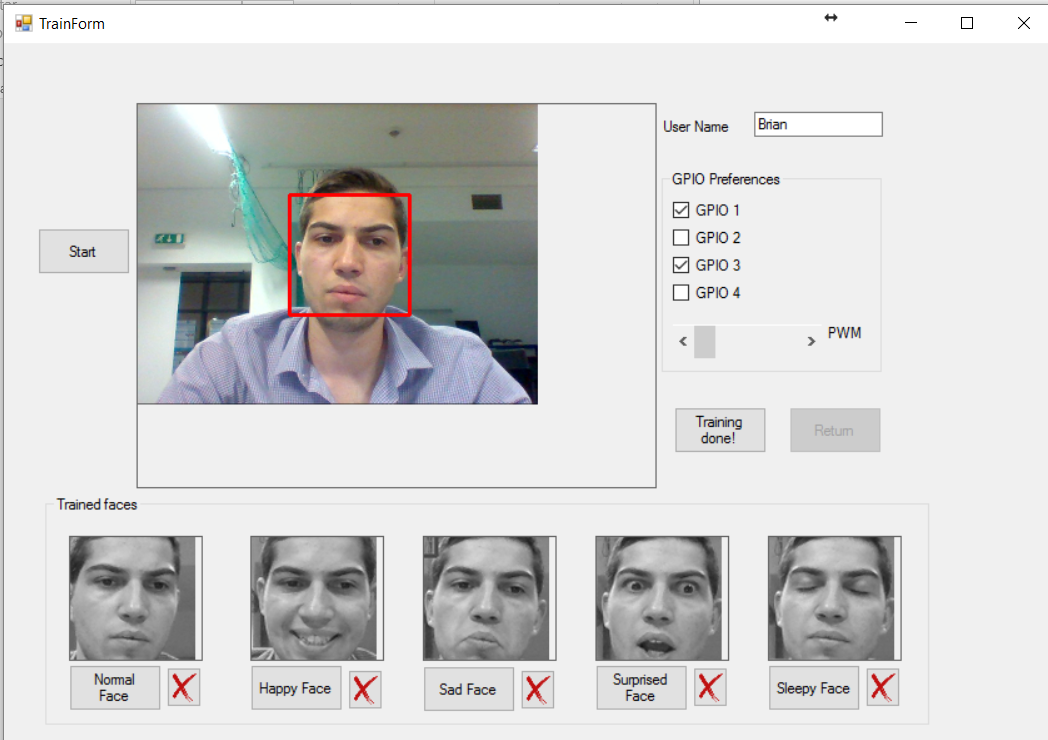 TrainForm
User Name
Brian
GPIO Preferences
GPIO 1
GPIO 2
GPIO 3
GPIO 4
PWM
Start
Training
done!
Return
Trained faces
Normal
Face
Happy Face
Sad Face
Surprised
Face
Sleepy Face